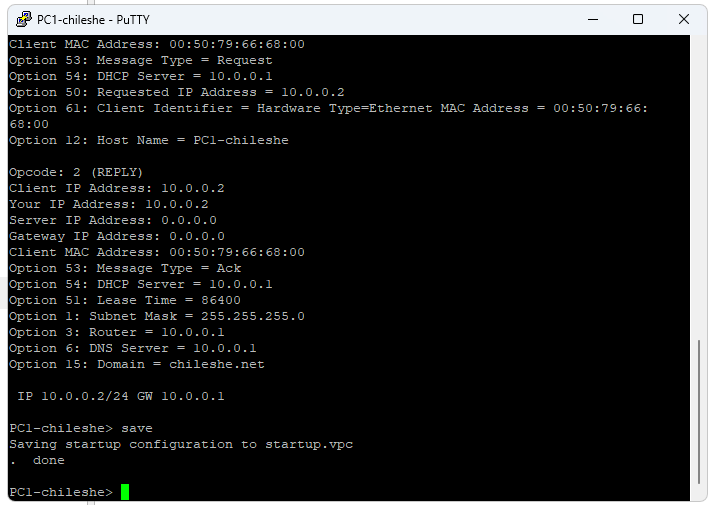 PC1-chileshe - PuTTY
Client MAC Address: 00:50:79:66:68:00
Option 53: Message Type = Request
Option 54: DHCP Server = 10.0.0.1
Option 50: Requested IP Address = 10.0.0.2
Option 61: Client Identifier = Hardware Type=Ethernet MAC Address = 00:50:79:66:
68:00
Option 12: Host Name = PC1-chileshe
Opcode: 2 (REPLY)
Client IP Address: 10.0.0.2
Your IP Address: 10.0.0.2
Server IP Address: 0.0.0.0
Gateway IP Address: 0.0.0.0
Client MAC Address: 00:50:79:66:68:00
Option 53: Message Type = Ack
Option 54: DHCP Server = 10.0.0.1
Option 51: Lease Time = 86400
Option 1: Subnet Mask = 255.255.255.0
Option 3: Router = 10.0.0.1
Option 6: DNS Server = 10.0.0.1
Option 15: Domain = chileshe.net
IP 10.0.0.2/24 GW 10.0.0.1
PC1-chileshe> save
Saving startup configuration to startup.vpc
.  done
PC1-chileshe>